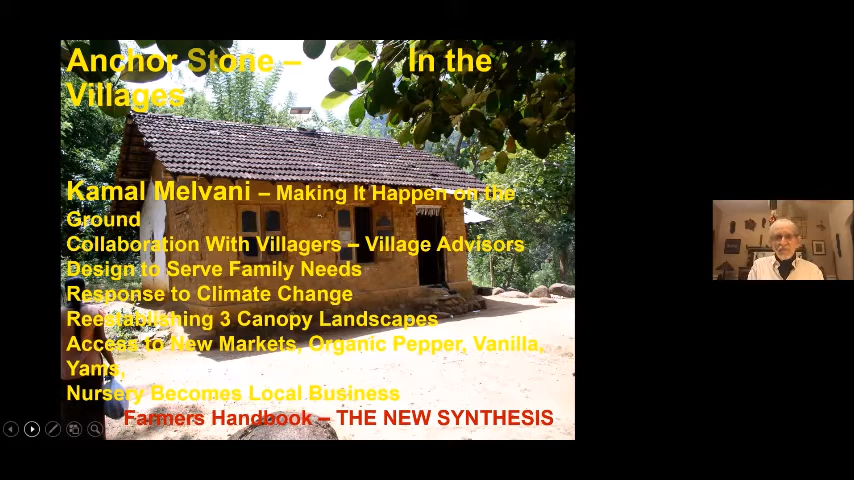 Anchor Stone – In the
Villages
Kamal Melvani – Making It Happen on the
Ground
Collaboration With Villagers – Village Advisors
Design to Serve Family Needs
Response to Climate Change
Reestablishing 3 Canopy Landscapes
Access to New Markets, Organic Pepper, Vanilla,
Yams,
Nursery Becomes Local Business
Farmers Handbook – THE NEW SYNTHESIS